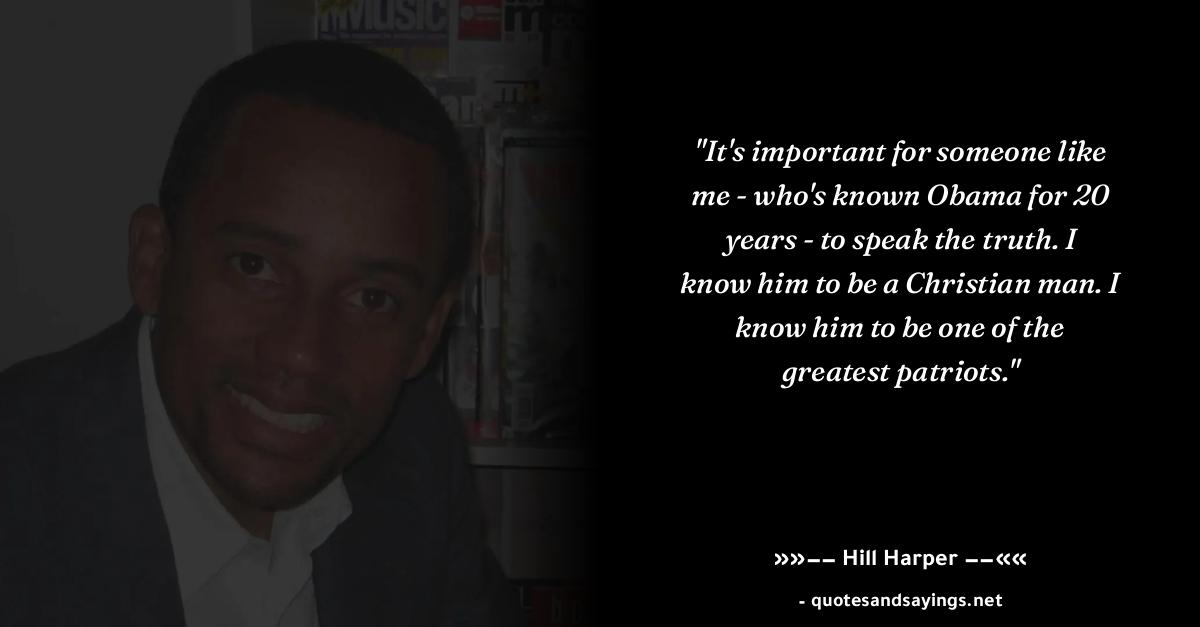 MUSIC
"It's important for someone like
me - who's known Obama for 20
years - to speak the truth. I
know him to be a Christian man. I
know him to be one of the
greatest patriots."
»»–– Hill Harper ––««
- quotesandsayings.net